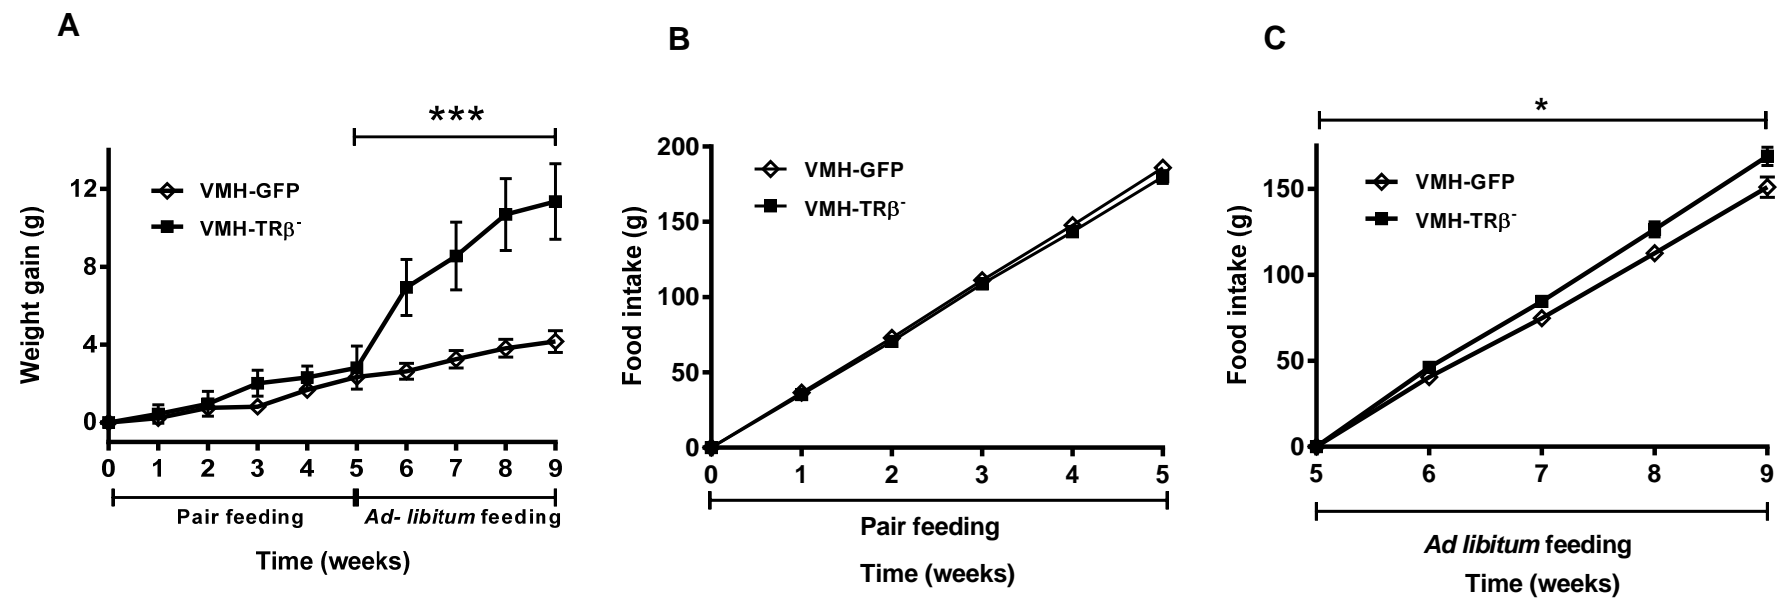 A
***
VMH-GFP
VMH-TRβ-
12
8
4
0
Weight gain (g)
0 1 2 3 4 5 6 7 8 9
Pair feeding
Ad- libitum feeding
Time (weeks)
B
200
150
100
50
0
VMH-GFP
VMH-TRβ-
Food intake (g)
0 1 2 3 4 5
Pair feeding
Time (weeks)
C
*
150
100
50
0
VMH-GFP
VMH-TRβ-
Food intake (g)
5 6 7 8 9
Ad libitum feeding
Time (weeks)